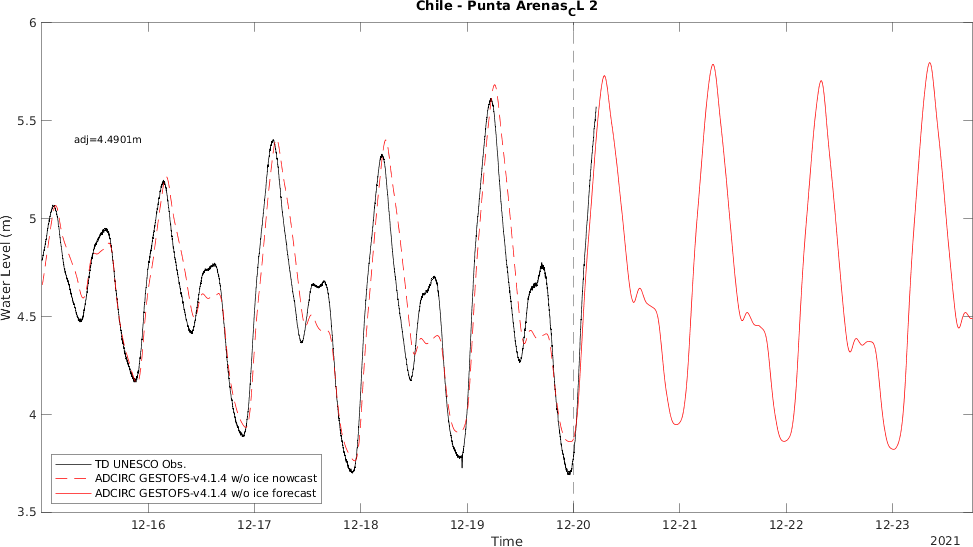 Chile - Punta Arenas_CL 2
6
5.5
5
4.5
4
3.5
Water Level (m)
adj=4.4901m
TD UNESCO Obs.
ADCIRC GESTOFS-v4.1.4 w/o ice nowcast
ADCIRC GESTOFS-v4.1.4 w/o ice forecast
12-16 12-17 12-18 12-19 12-20 12-21 12-22 12-23
Time
2021